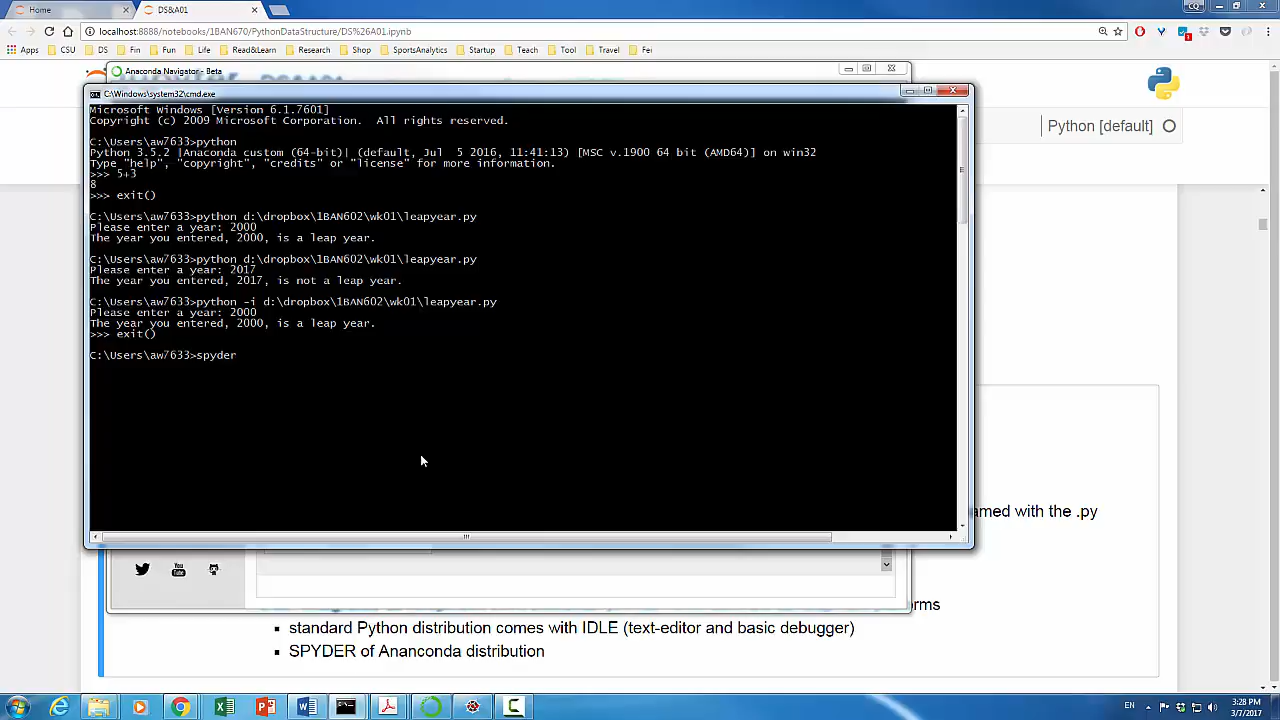 Home
DS&A01
CQ
localhost:8888/notebooks/1BAN670/PythonDataStructure/DS%26A01.ipynb
Apps CSU DS Fin Fun Life Read&Learn Research Shop SportsAnalytics Startup Teach Tool Travel Fei
Anaconda Navigator - Beta
C:\Windows\system32\cmd.exe
Python [default]
Microsoft Windows [Version 6.1.7601]
Copyright (c) 2009 Microsoft Corporation.  All rights reserved.
C:\Users\aw7633>python
Python 3.5.2 |Anaconda custom (64-bit)| (default, Jul  5 2016, 11:41:13) [MSC v.1900 64 bit (AMD64)] on win32
Type "help", "copyright", "credits" or "license" for more information.
>>> 5+3
8
>>> exit()
C:\Users\aw7633>python d:\dropbox\1BAN602\wk01\leapyear.py
Please enter a year: 2000
The year you entered, 2000, is a leap year.
C:\Users\aw7633>python d:\dropbox\1BAN602\wk01\leapyear.py
Please enter a year: 2017
The year you entered, 2017, is not a leap year.
C:\Users\aw7633>python -i d:\dropbox\1BAN602\wk01\leapyear.py
Please enter a year: 2000
The year you entered, 2000, is a leap year.
>>> exit()
C:\Users\aw7633>spyder
amed with the .py
orms
standard Python distribution comes with IDLE (text-editor and basic debugger)
SPYDER of Ananconda distribution
EN
3:28 PM
3/7/2017